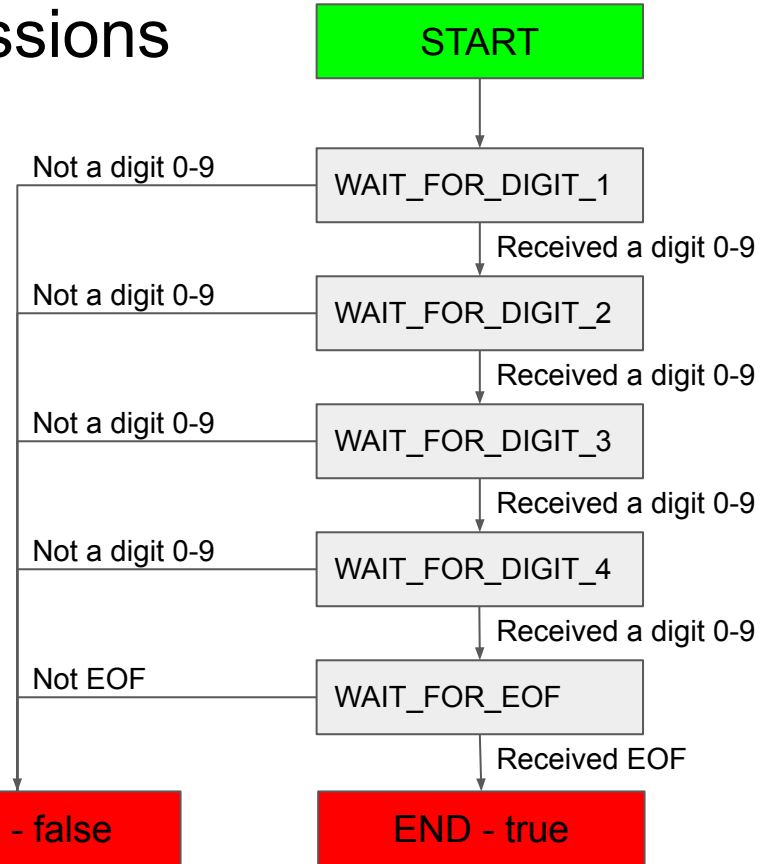 ssions
START
Not a digit 0-9
WAIT_FOR_DIGIT_1
Received a digit 0-9
Not a digit 0-9
WAIT_FOR_DIGIT_2
Received a digit 0-9
Not a digit 0-9
WAIT_FOR_DIGIT_3
Received a digit 0-9
Not a digit 0-9
WAIT_FOR_DIGIT_4
Received a digit 0-9
Not EOF
WAIT_FOR_EOF
Received EOF
- false
END - true